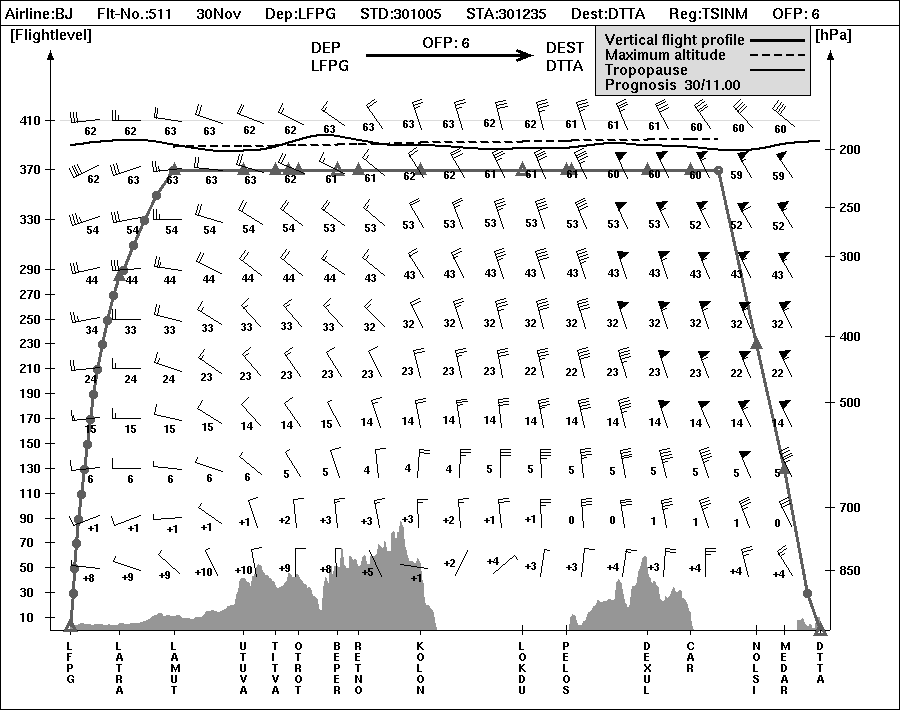 Airline:BJ Flt-No.:511 30Nov Dep:LFPG STD:301005 STA:301235 Dest:DTTA Reg:TSINM OFP: 6
[Flightlevel] [hPa]
DEP OFP: 6 DEST
LFPG DTTA
Vertical flight profile
Maximum altitude
Tropopause
Prognosis 30/11.00
410 62 62 63 63 62 62 63 63 63 63 62 62 61 61 61 60 60 60
200
370 62 63 63 63 63 62 61 61 62 62 61 61 61 60 60 60 59 59
250
330 54 54 54 54 54 54 53 53 53 53 53 53 53 53 53 52 52 52
300
290 44 44 44 44 44 44 44 43 43 43 43 43 43 43 43 43 43 43
270
250 34 33 33 33 33 33 33 32 32 32 32 32 32 32 32 32 32 32
230 400
210 24 24 24 23 23 23 23 23 22 22 23 23 22 22 23 23 22 22
190 500
170 15 15 15 15 14 14 15 14 14 14 14 14 14 14 14 14 14 14
150
130 6 6 6 6 6 5 5 4 4 4 5 5 5 5 5 5 5 5
110 700
90 +1 +1 +1 +1 +1 +2 +3 +3 +3 +2 +1 +1 0 0 1 1 1 0
70
50 +8 +9 +9 +10 +10 +9 +8 +5 +1 +2 +4 +3 +3 +4 +3 +4 +4 +4 850
30
10
LFPG LATRA LAMUT UTUVA TITVA OTROT BEPER RETNO KOLON LOKDU PELOS DEXUL CAR NOLSI MEDAR DTTA